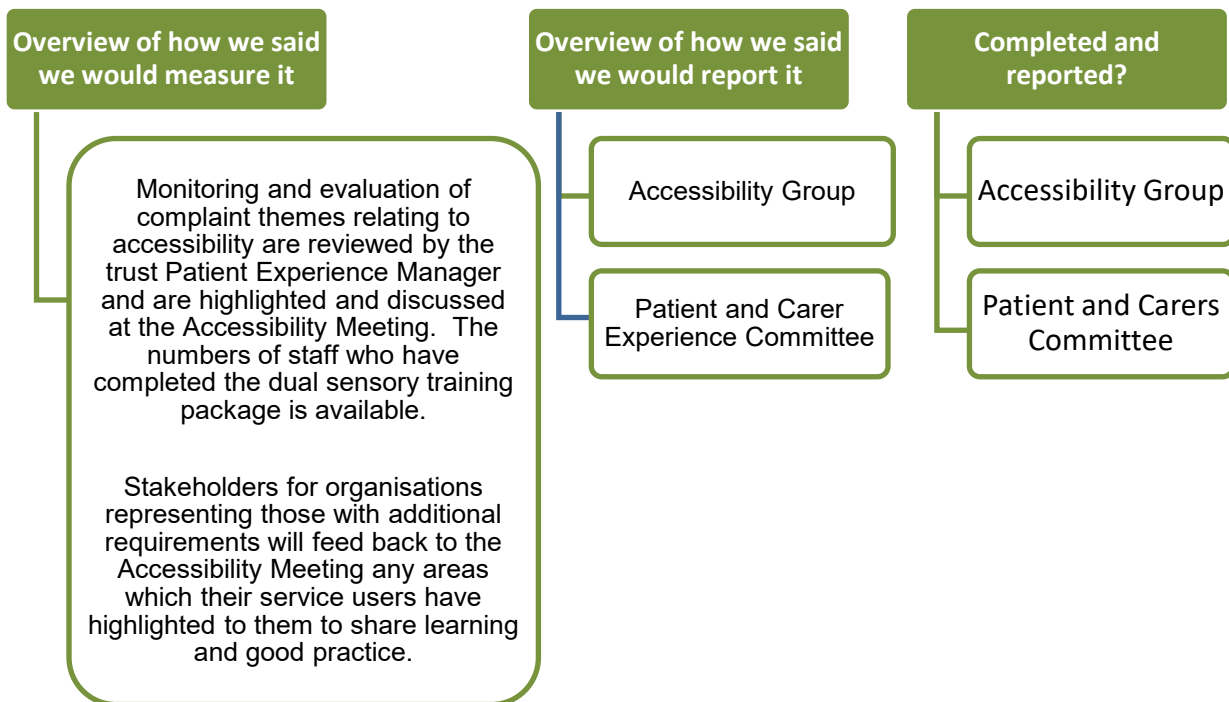 Overview of how we said
we would measure it
Monitoring and evaluation of
complaint themes relating to
accessibility are reviewed by the
trust Patient Experience Manager
and are highlighted and discussed
at the Accessibility Meeting.  The
numbers of staff who have
completed the dual sensory training
package is available.
Stakeholders for organisations
representing those with additional
requirements will feed back to the
Accessibility Meeting any areas
which their service users have
highlighted to them to share learning
and good practice.
Overview of how we said
we would report it
Accessibility Group
Patient and Carer
Experience Committee
Completed and
reported?
Accessibility Group
Patient and Carers
Committee